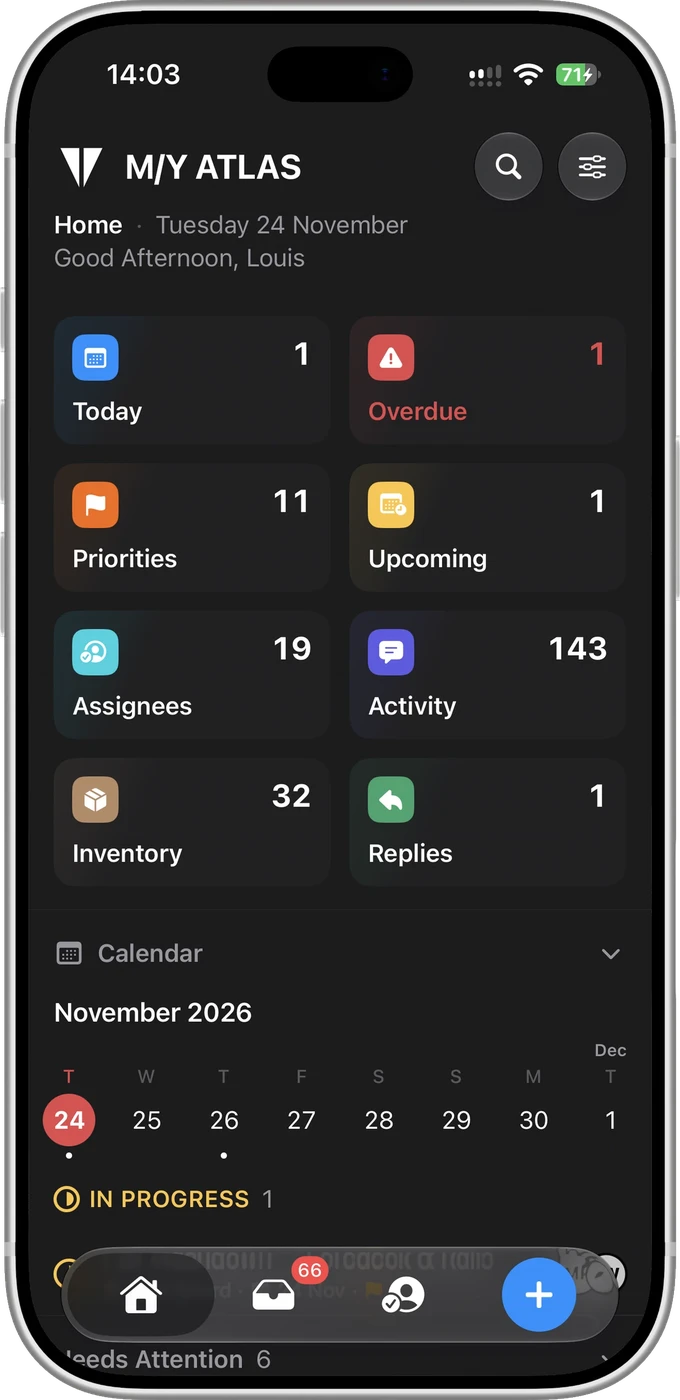 14:03
71
M/Y ATLAS
Home · Tuesday 24 November
Good Afternoon, Louis
1
Today
1
Overdue
11
Priorities
1
Upcoming
19
Assignees
143
Activity
32
Inventory
1
Replies
Calendar
November 2026
Dec
T W T F S S M T
24 25 26 27 28 29 30 1
IN PROGRESS 1
66
Attention 6